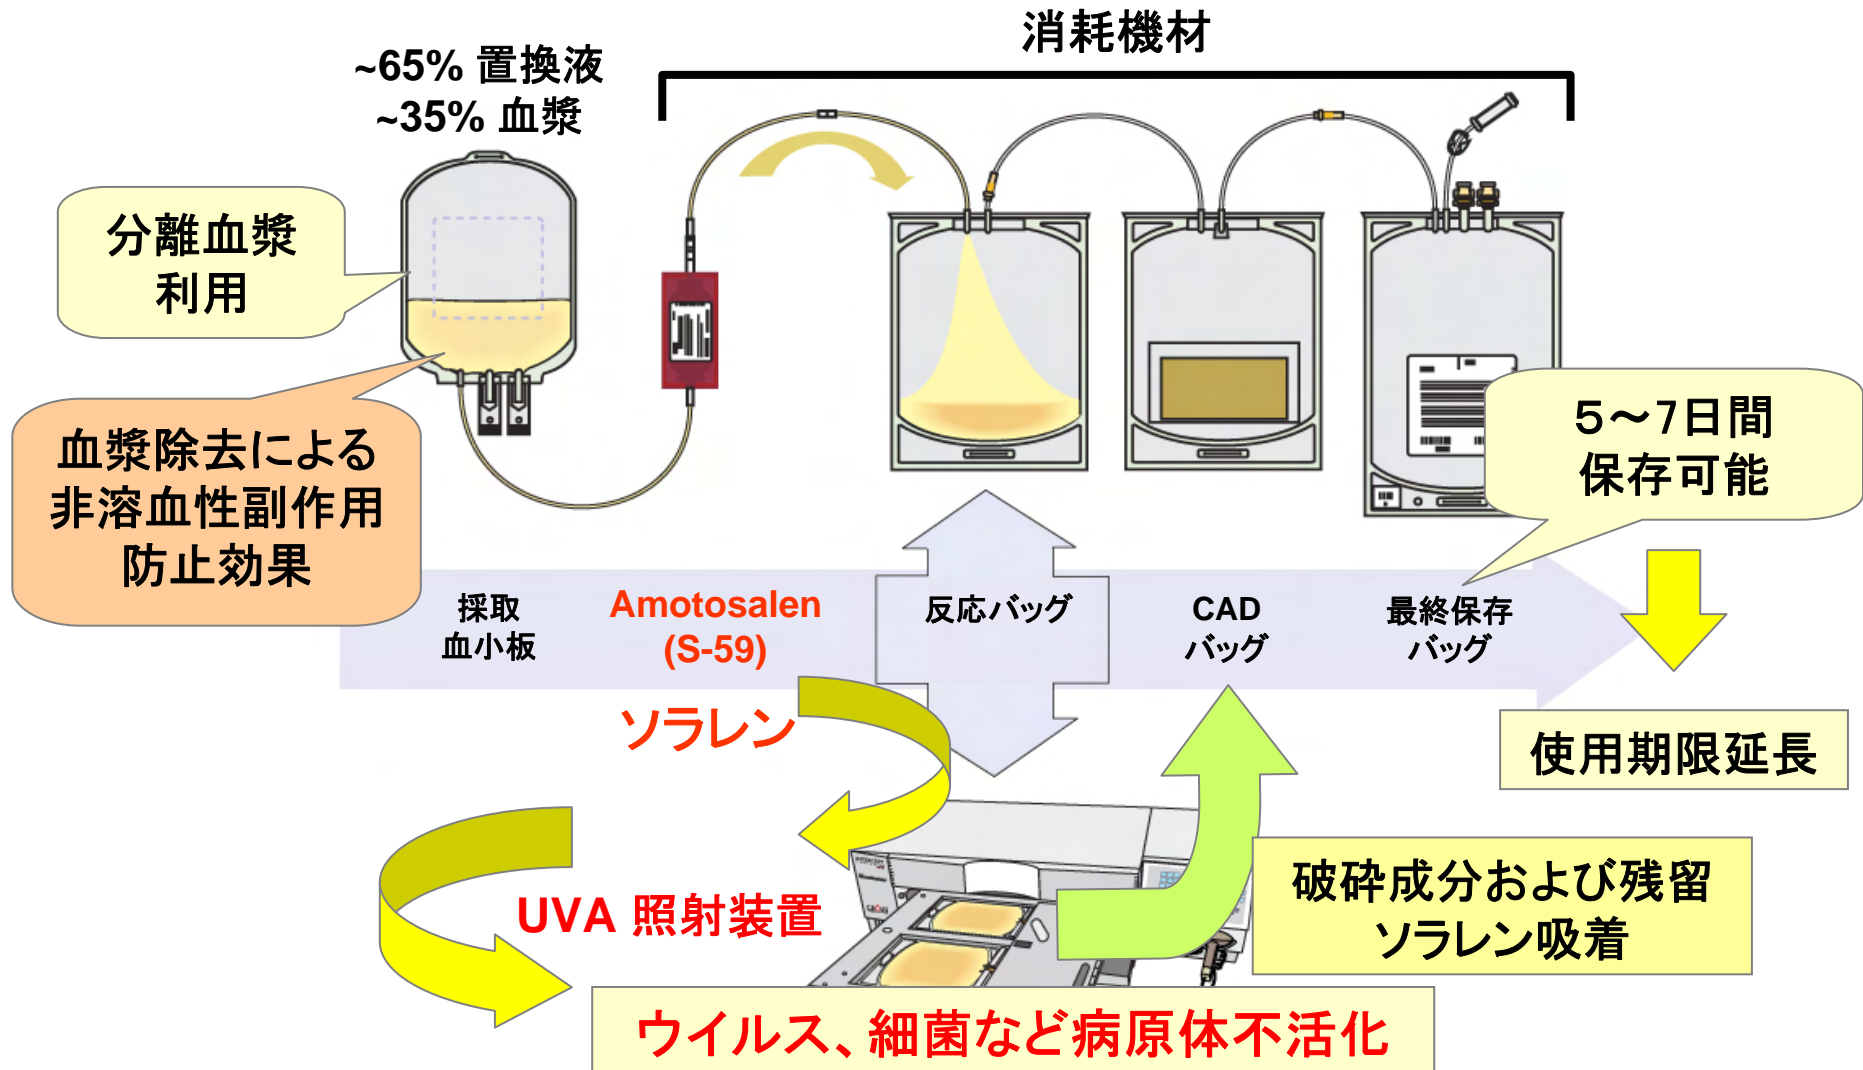 消耗機材
~65% 置換液
~35% 血漿
分離血漿
利用
血漿除去による
非溶血性副作用
防止効果
5～7日間
保存可能
採取
血小板
Amotosalen
(S-59)
反応バッグ
CAD
バッグ
最終保存
バッグ
ソラレン
使用期限延長
UVA 照射装置
破砕成分および残留
ソラレン吸着
ウイルス、細菌など病原体不活化